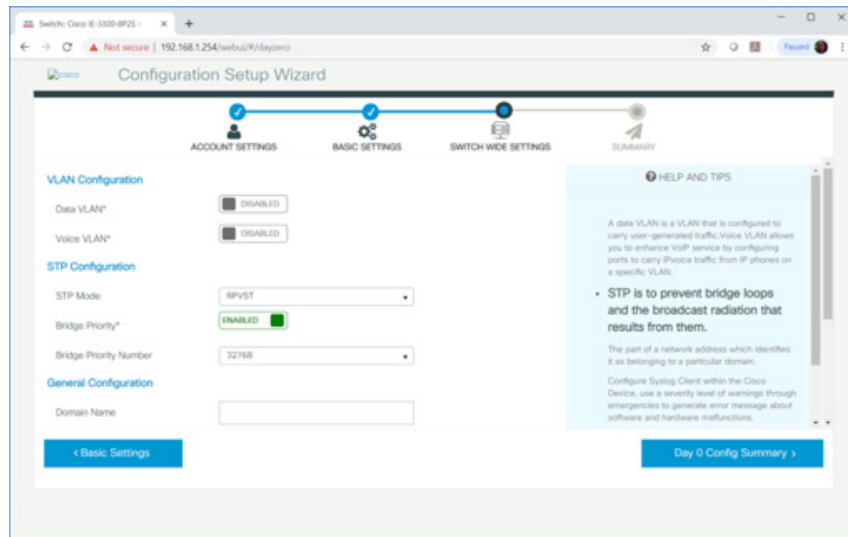 Switch: Cisco IE-3300-8P2S -
Not secure | 192.168.1.254/webui/#/dayzero
Paused
cisco
Configuration Setup Wizard
ACCOUNT SETTINGS
BASIC SETTINGS
SWITCH WIDE SETTINGS
SUMMARY
VLAN Configuration
Data VLAN*
DISABLED
Voice VLAN*
DISABLED
STP Configuration
STP Mode
RPVST
Bridge Priority*
ENABLED
Bridge Priority Number
32768
General Configuration
Domain Name
< Basic Settings
HELP AND TIPS
A data VLAN is a VLAN that is configured to
carry user-generated traffic.Voice VLAN allows
you to enhance VoIP service by configuring
ports to carry IPvoice traffic from IP phones on
a specific VLAN.
• STP is to prevent bridge loops
and the broadcast radiation that
results from them.
The part of a network address which identifies
it as belonging to a particular domain.
Configure Syslog Client within the Cisco
Device, use a severity level of warnings through
emergencies to generate error message about
software and hardware malfunctions.
Day 0 Config Summary >